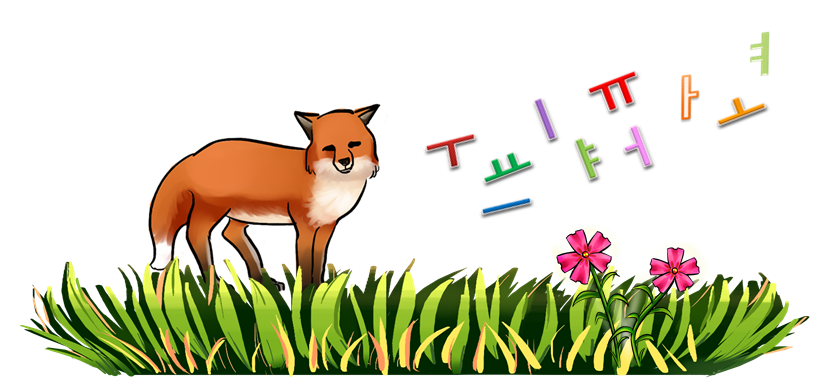 ㅜ ㅛ ㅡ ㅣ ㅑ ㅠ ㅓ ㅏ ㅗ ㅕ